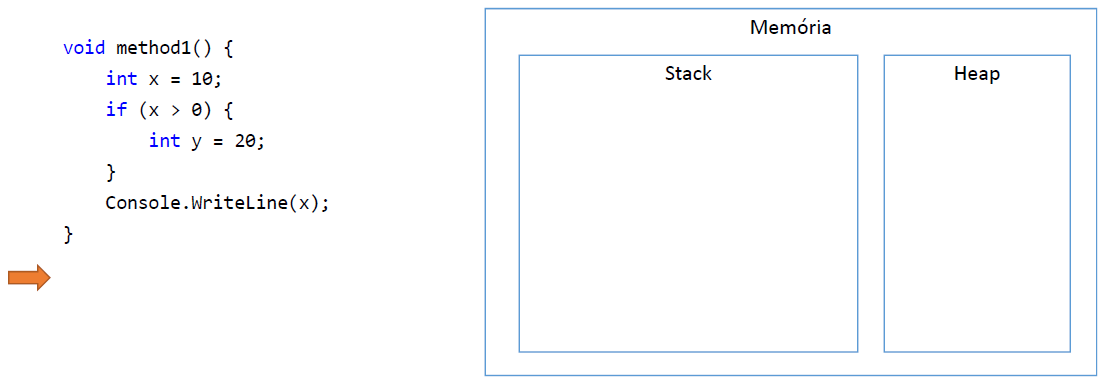 void method1() {
int x = 10;
if (x > 0) {
int y = 20;
}
Console.WriteLine(x);
}
Memória
Stack
Heap